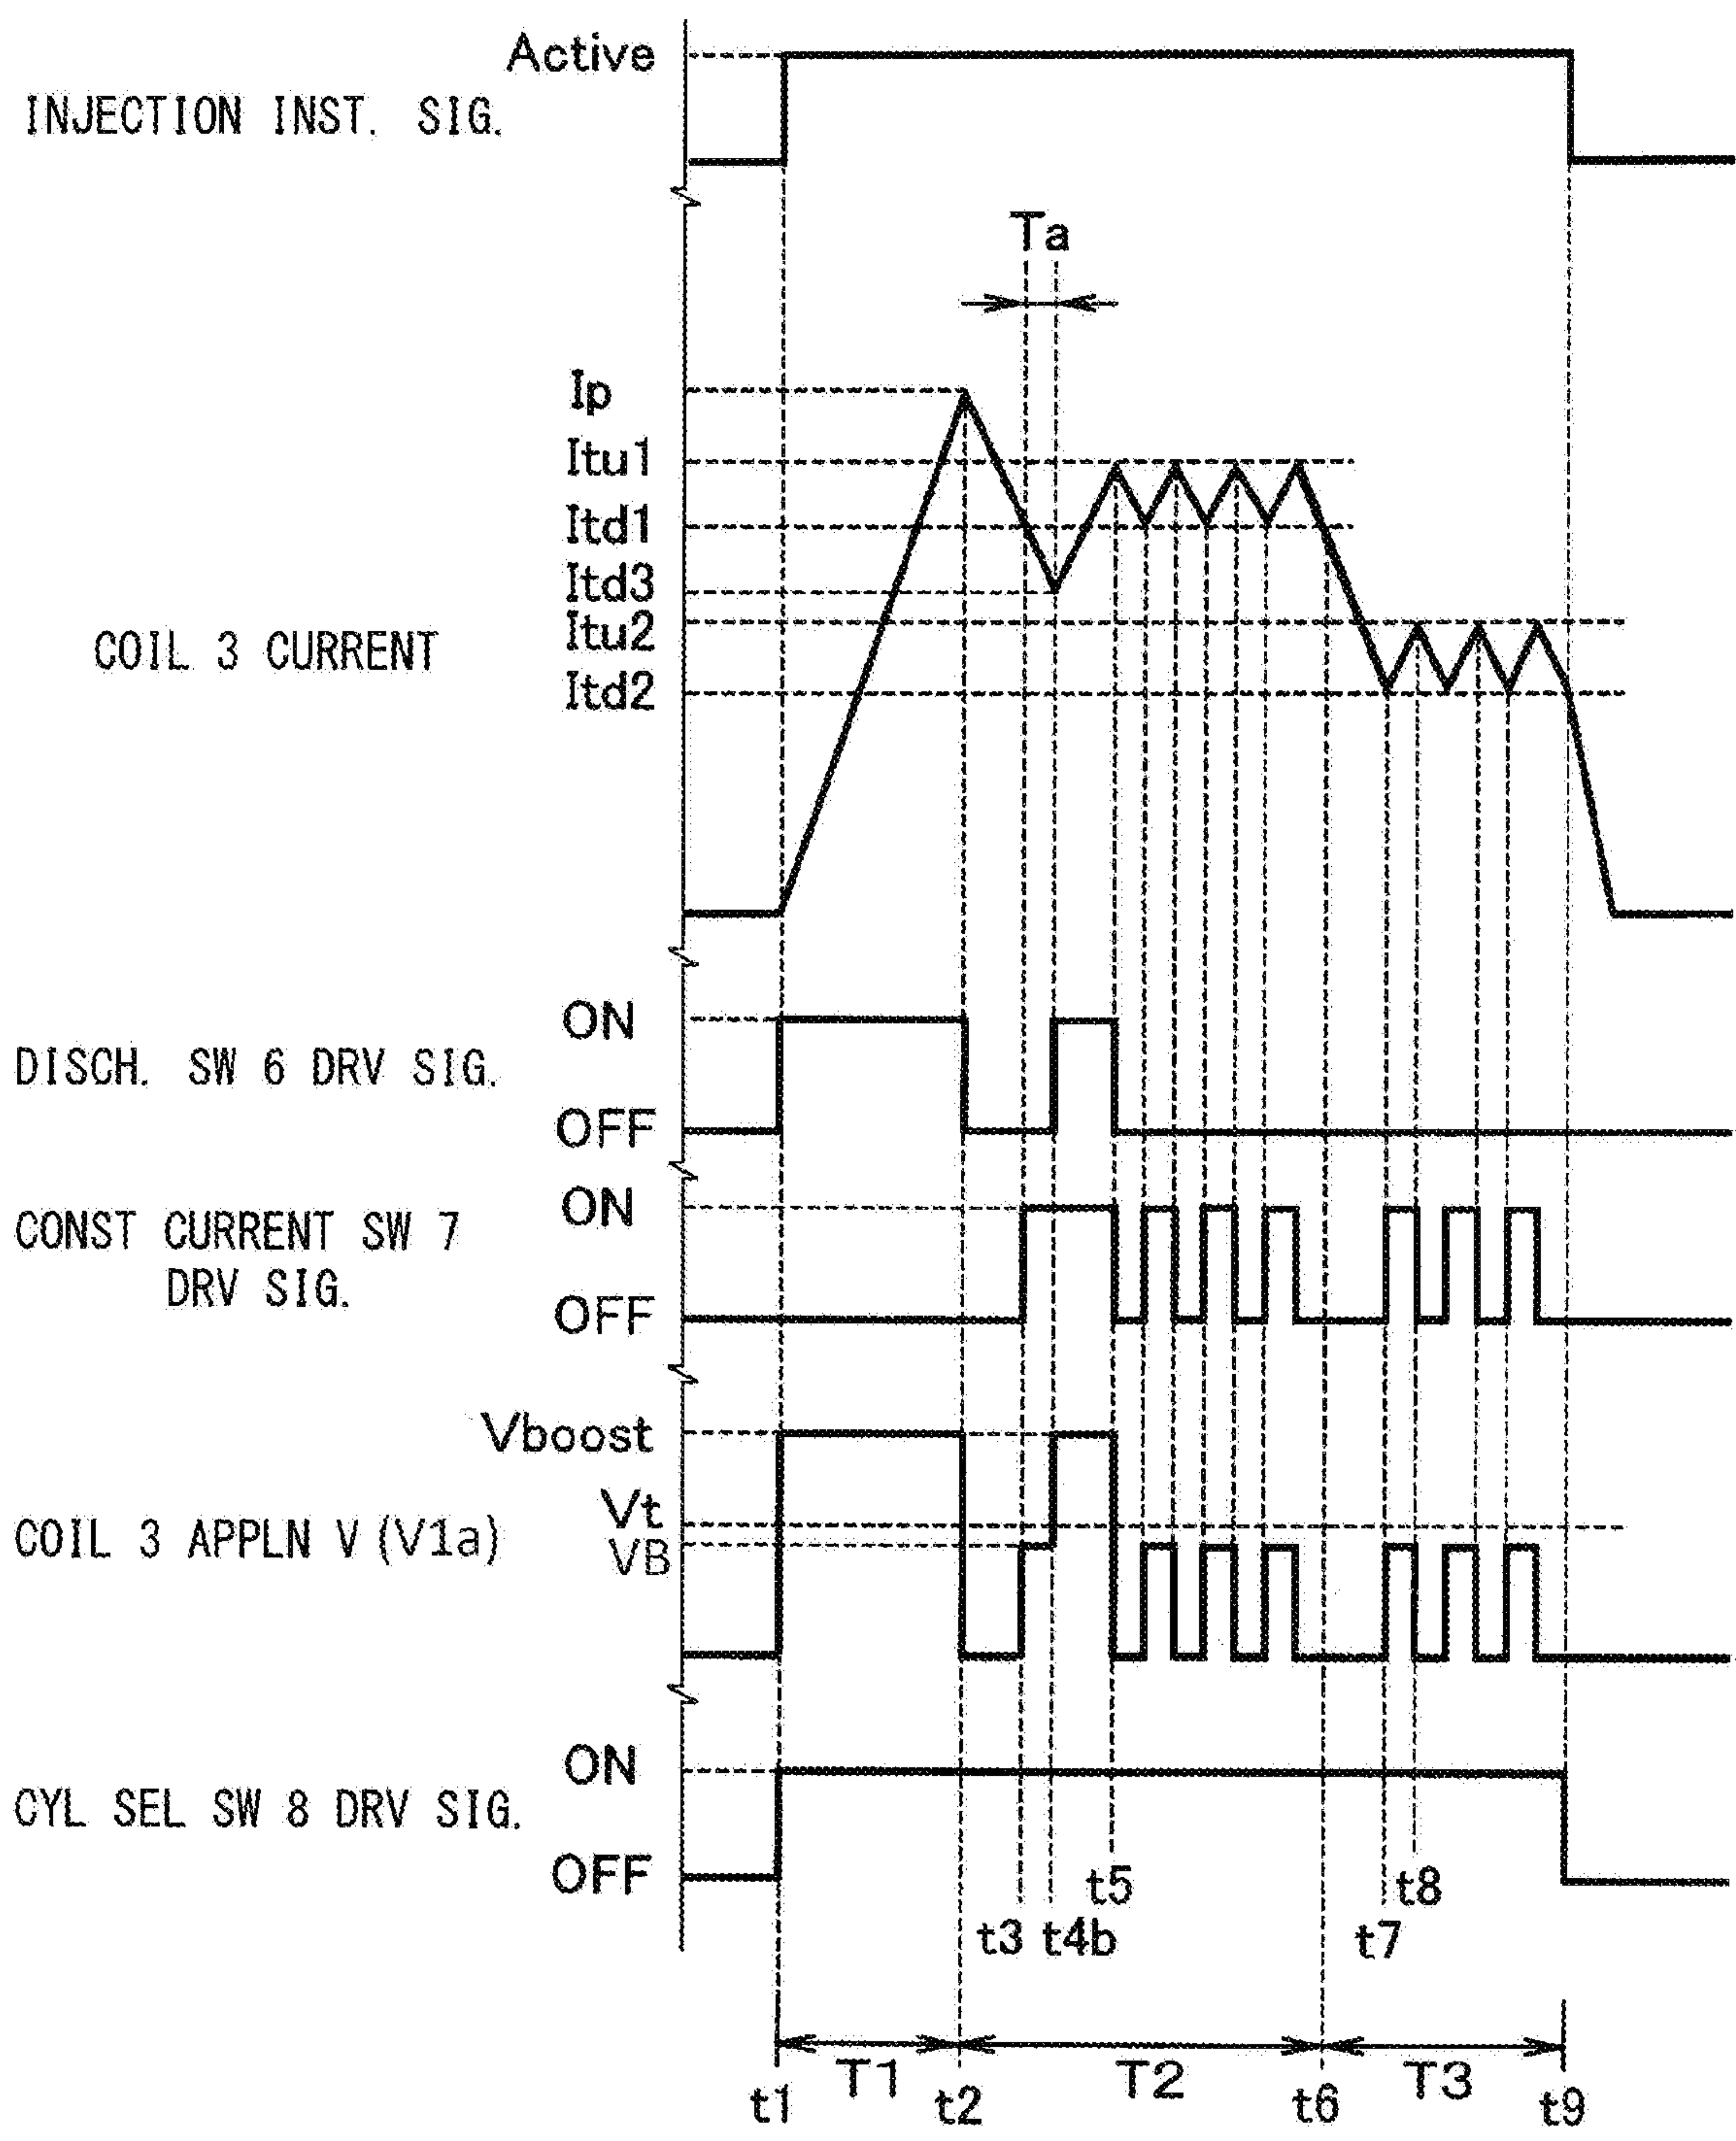 Active
INJECTION INST. SIG.
Ta
Ip
Itu1
Itd1
Itd3
Itu2
COIL 3 CURRENT
Itd2
ON
DISCH. SW 6 DRV SIG.
OFF
ON
CONST CURRENT SW 7
DRV SIG.
OFF
Vboost
Vt
COIL 3 APPLN V (V1a)
VB
ON
CYL SEL SW 8 DRV SIG.
OFF
t5 t8
t3 t4b t7
T1 T2 T3
t1 t2 t6 t9